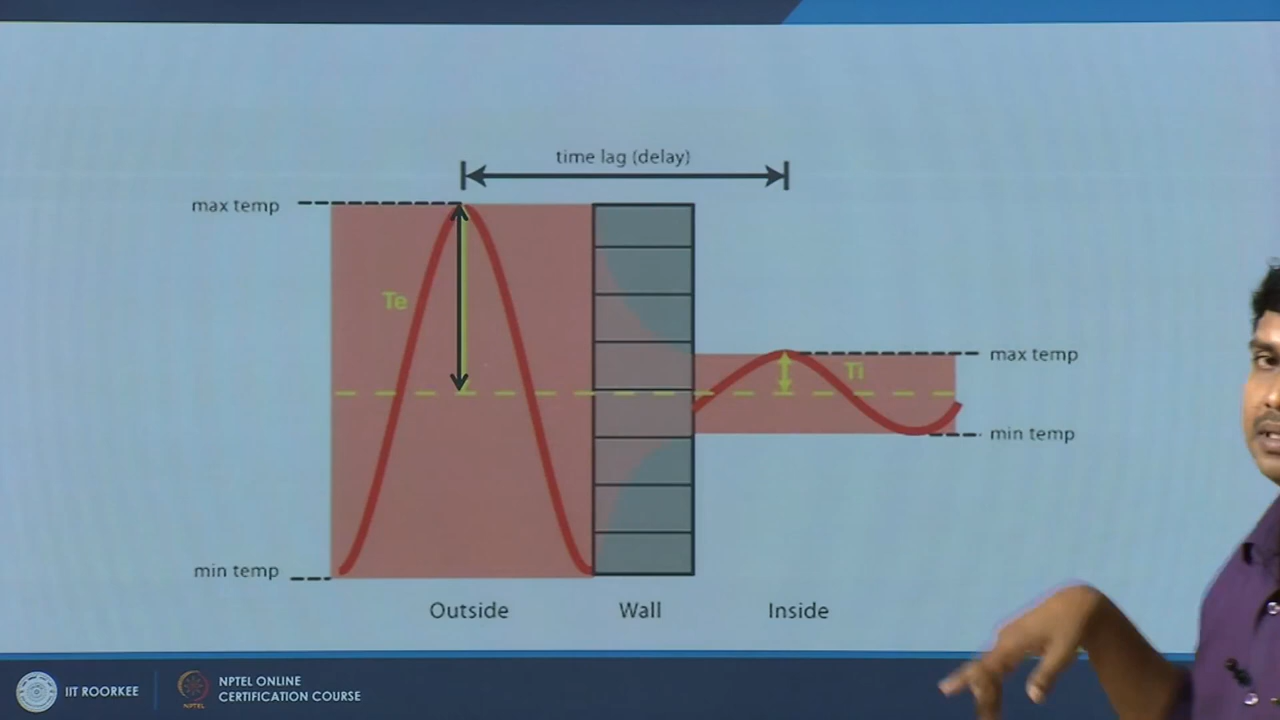 time lag (delay)
max temp
Te
max temp
Ti
min temp
min temp
Outside
Wall
Inside
IIT ROORKEE
NPTEL
NPTEL ONLINE
CERTIFICATION COURSE